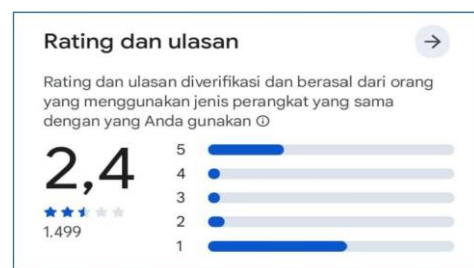 Rating dan ulasan
Rating dan ulasan diverifikasi dan berasal dari orang
yang menggunakan jenis perangkat yang sama
dengan yang Anda gunakan
2,4
1.499
5
4
3
2
1